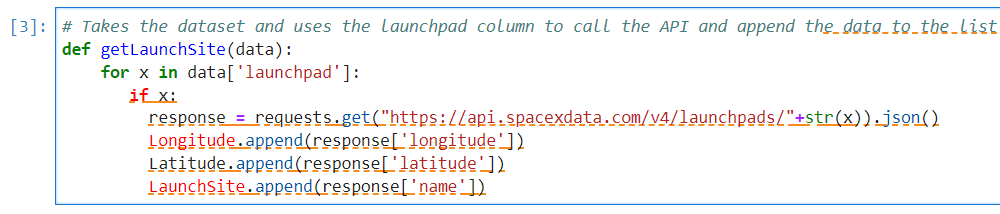 [3]: # Takes the dataset and uses the launchpad column to call the API and append the data to the list
def getLaunchSite(data):
    for x in data['launchpad']:
       if x:
         response = requests.get("https://api.spacexdata.com/v4/launchpads/"+str(x)).json()
         Longitude.append(response['longitude'])
         Latitude.append(response['latitude'])
         LaunchSite.append(response['name'])